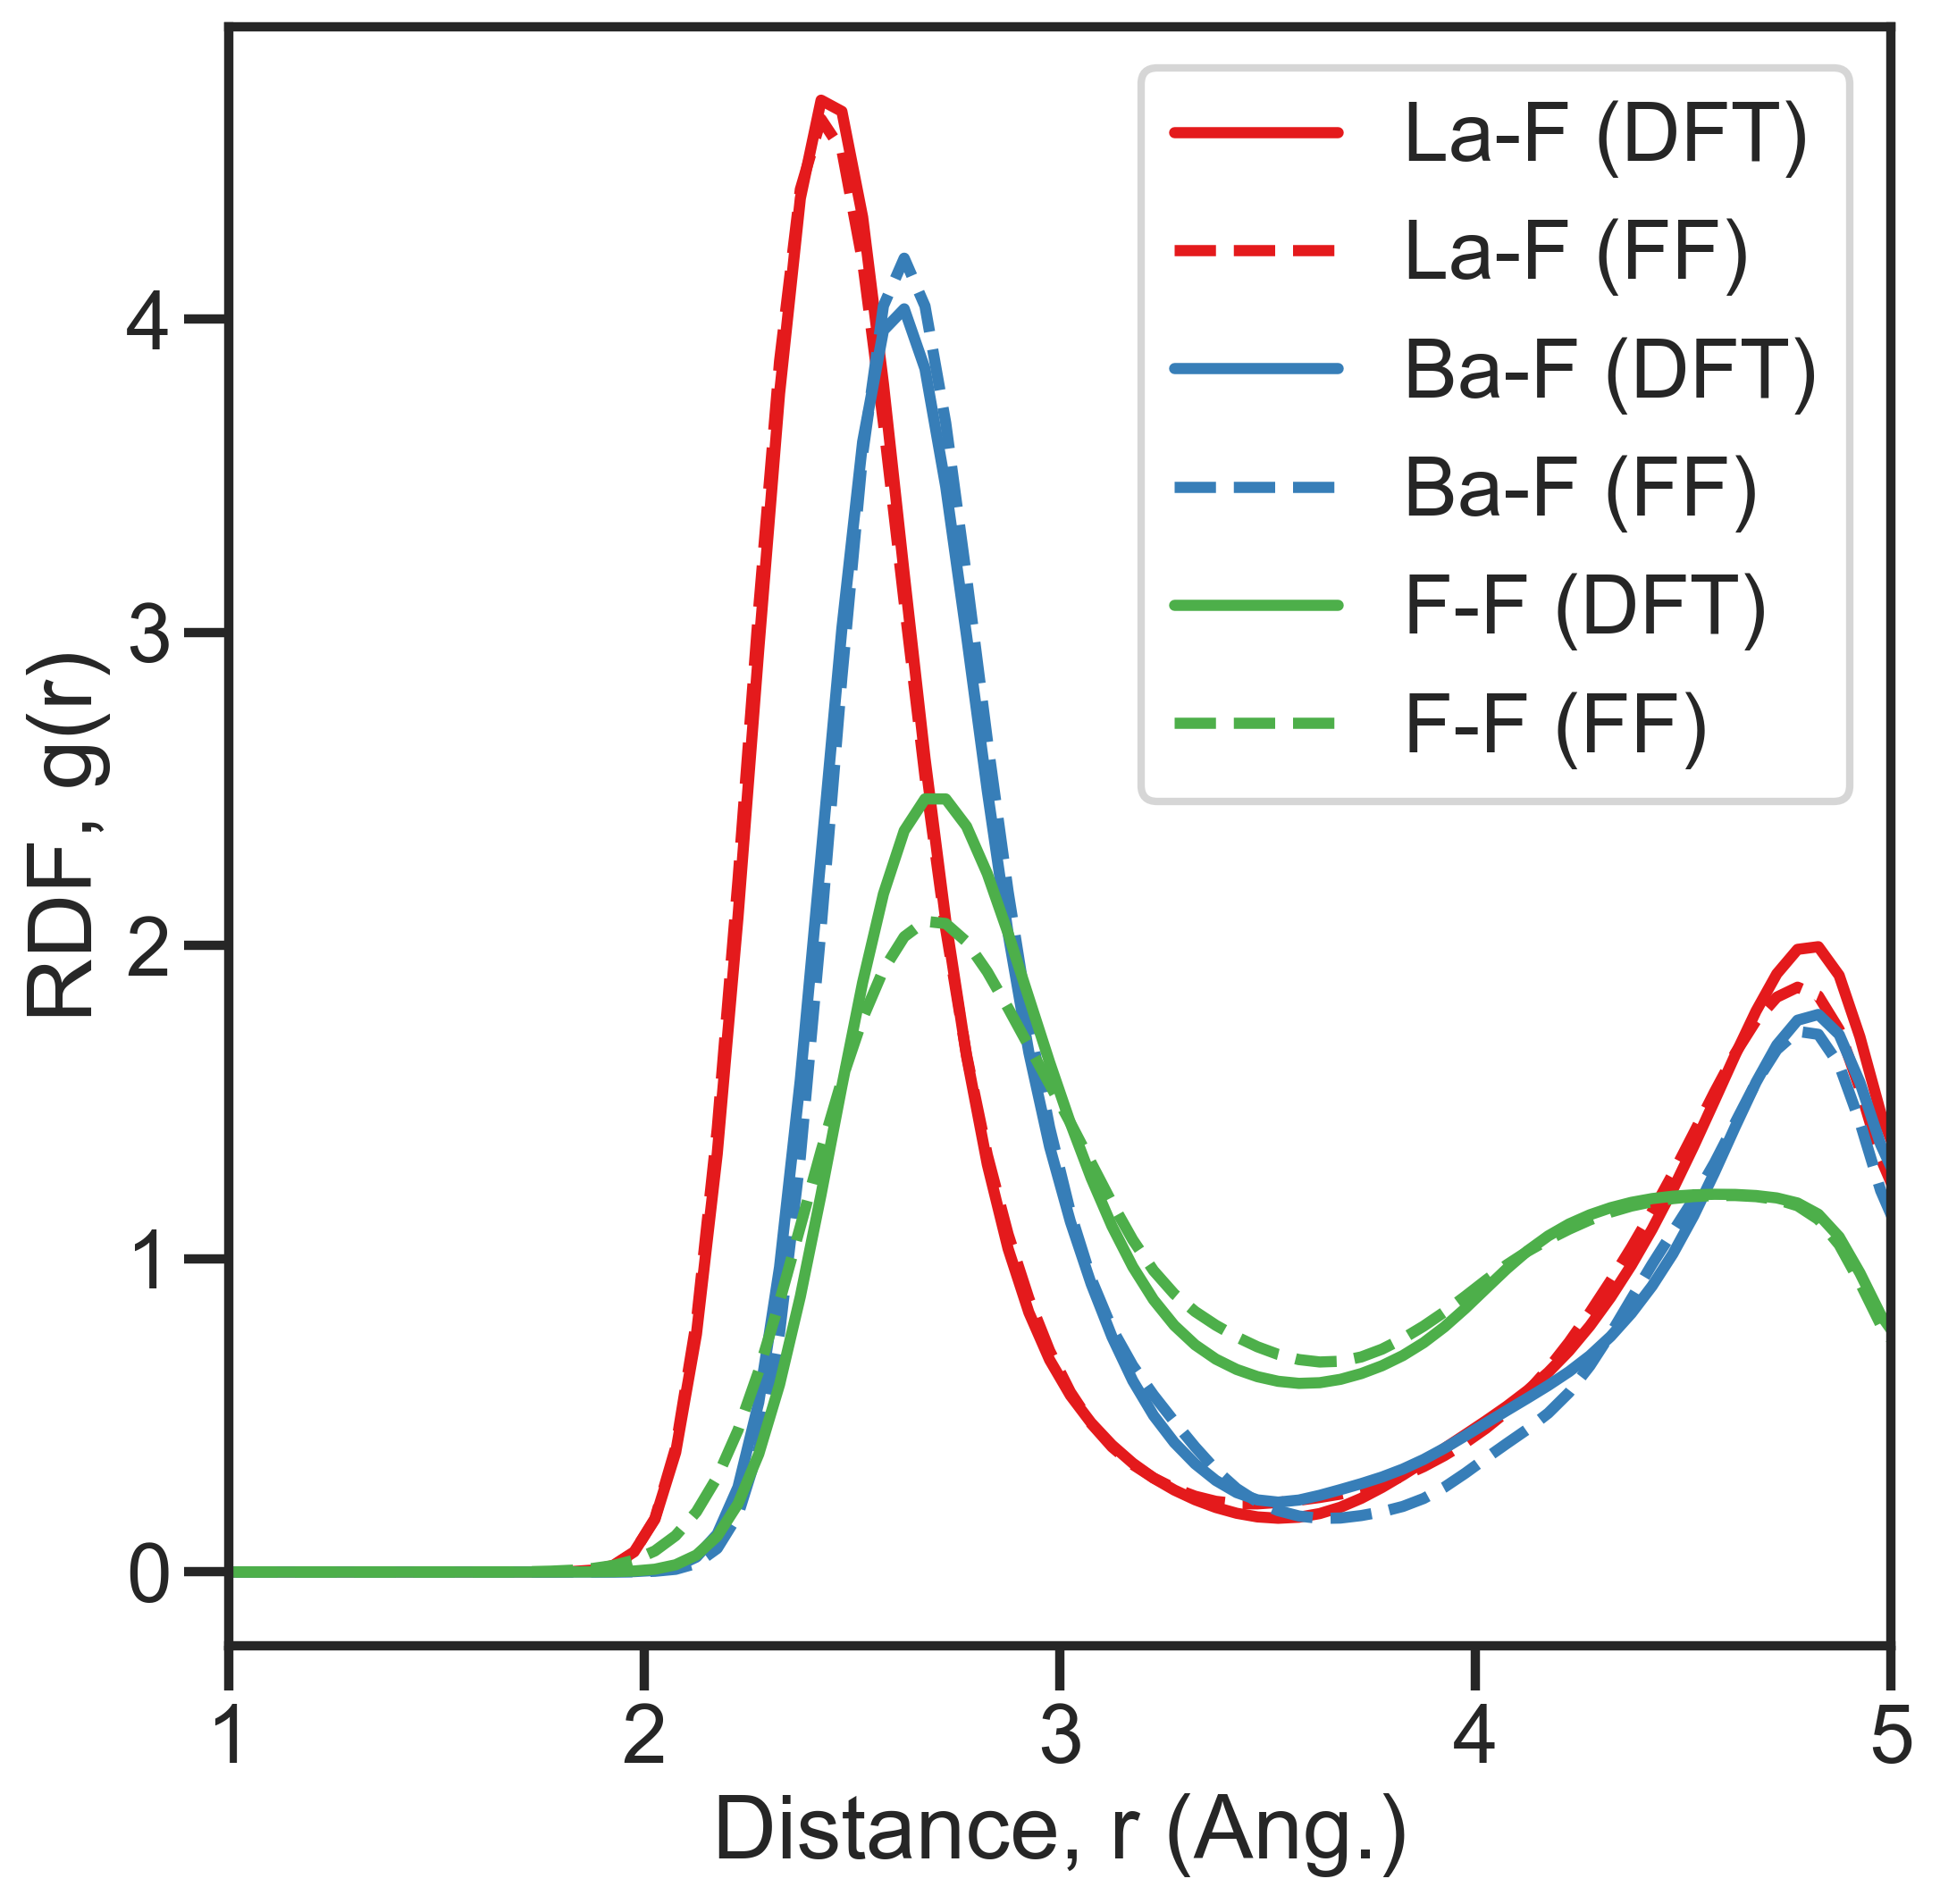 La-F (DFT)
La-F (FF)
Ba-F (DFT)
Ba-F (FF)
F-F (DFT)
F-F (FF)
RDF, g(r)
4
3
2
1
0
1 2 3 4 5
Distance, r (Ang.)